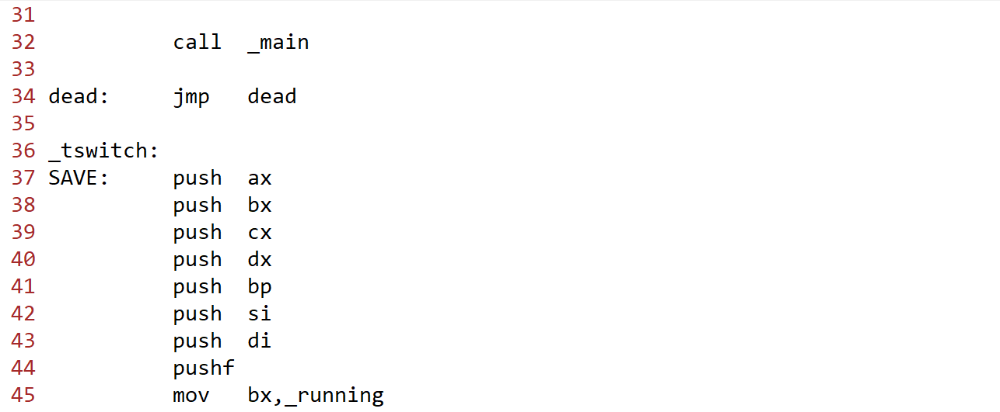 31
32           call  _main
33
34 dead:     jmp   dead
35
36 _tswitch:
37 SAVE:     push  ax
38           push  bx
39           push  cx
40           push  dx
41           push  bp
42           push  si
43           push  di
44           pushf
45           mov   bx,_running